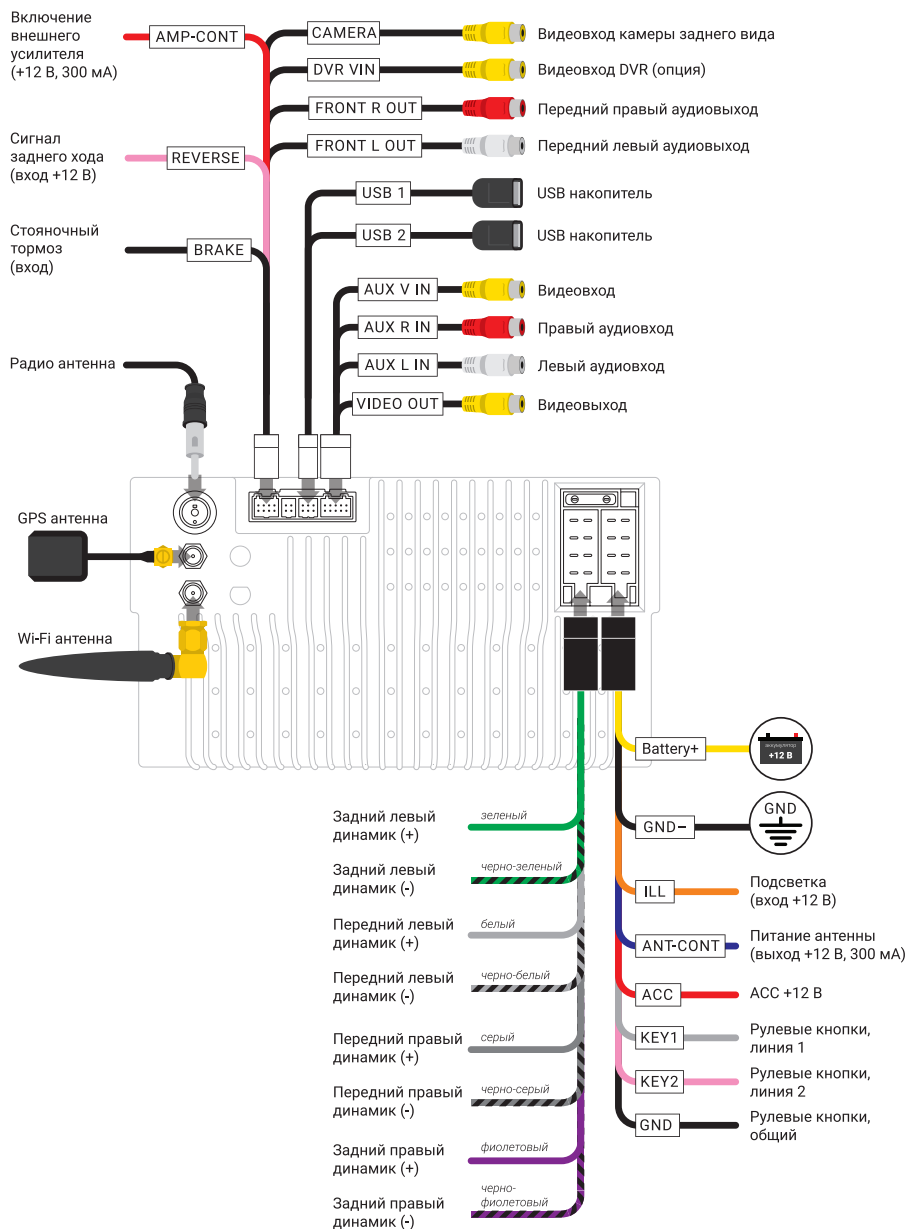 Включение
внешнего
усилителя
(+12 В, 300 мА)
AMP-CONT
CAMERA
Видеовход камеры заднего вида
DVR VIN
Видеовход DVR (опция)
FRONT R OUT
Передний правый аудиовыход
Сигнал
заднего хода
(вход +12 В)
REVERSE
FRONT L OUT
Передний левый аудиовыход
USB 1
USB накопитель
Стояночный
тормоз
(вход)
BRAKE
USB 2
USB накопитель
AUX V IN
Видеовход
AUX R IN
Правый аудиовход
Радио антенна
AUX L IN
Левый аудиовход
VIDEO OUT
Видеовыход
GPS антенна
Wi-Fi антенна
Battery+
аккумулятор
+12 В
GND–
GND
ILL
Подсветка
(вход +12 В)
ANT-CONT
Питание антенны
(выход +12 В, 300 мА)
ACC
ACC +12 В
KEY1
Рулевые кнопки,
линия 1
KEY2
Рулевые кнопки,
линия 2
GND
Рулевые кнопки,
общий
Задний левый
динамик (+)
зеленый
Задний левый
динамик (-)
черно-зеленый
Передний левый
динамик (+)
белый
Передний левый
динамик (-)
черно-белый
Передний правый
динамик (+)
серый
Передний правый
динамик (-)
черно-серый
Задний правый
динамик (+)
фиолетовый
Задний правый
динамик (-)
черно-
фиолетовый